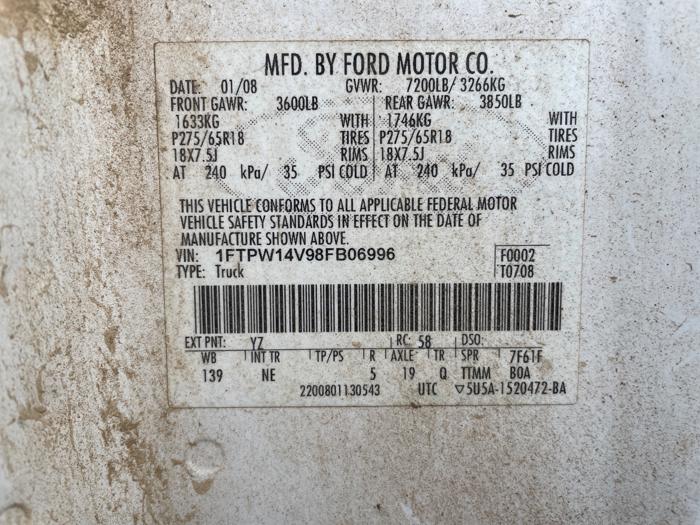 MFD. BY FORD MOTOR CO.
DATE: 01/08 GVWR: 7200LB/ 3266KG
FRONT GAWR: 3600LB REAR GAWR: 3850LB
1633KG WITH 1746KG WITH
P275/65R18 TIRES P275/65R18 TIRES
18X7.5J RIMS 18X7.5J RIMS
AT 240 kPa/ 35 PSI COLD AT 240 kPa/ 35 PSI COLD
THIS VEHICLE CONFORMS TO ALL APPLICABLE FEDERAL MOTOR
VEHICLE SAFETY STANDARDS IN EFFECT ON THE DATE OF
MANUFACTURE SHOWN ABOVE.
VIN: 1FTPW14V98FB06996 F0002
TYPE: Truck T0708
EXT PNT: YZ RC: 58 DSO:
WB INT TR TP/PS R AXLE TR SPR 7F61F
139 NE 5 19 Q TTMM BOA
2200801130543 UTC ▽5U5A-1520472-BA